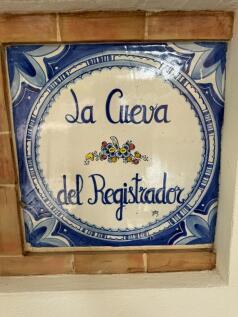 La Cueva
del Registrador